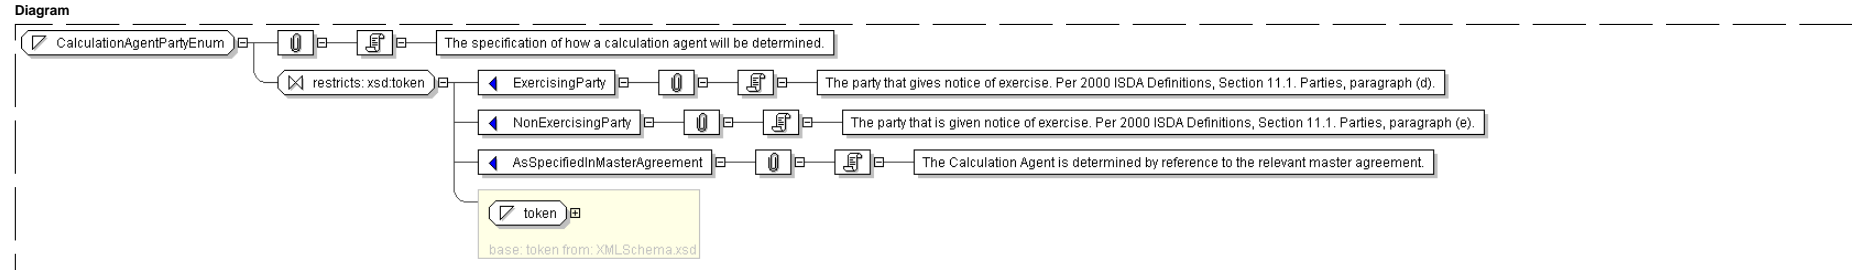 Diagram
CalculationAgentPartyEnum
The specification of how a calculation agent will be determined.
restricts: xsd:token
ExercisingParty
The party that gives notice of exercise. Per 2000 ISDA Definitions, Section 11.1. Parties, paragraph (d).
NonExercisingParty
The party that is given notice of exercise. Per 2000 ISDA Definitions, Section 11.1. Parties, paragraph (e).
AsSpecifiedInMasterAgreement
The Calculation Agent is determined by reference to the relevant master agreement.
token
base: token from: XMLSchema.xsd